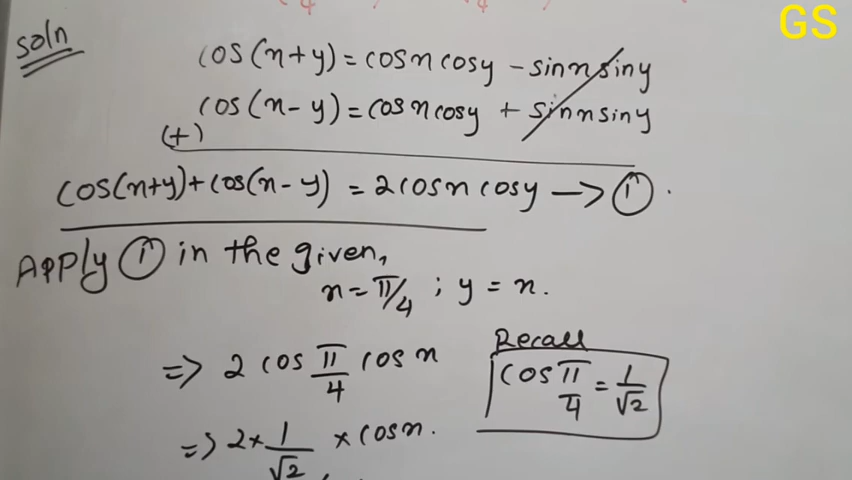 GS
soln
cos(x+y)=cosx cosy - sinx siny
cos(x-y)=cosx cosy + sinx siny
(+)
cos(x+y)+cos(x-y) = 2cosx cosy → ①.
Apply ① in the given,
x=π/4 ; y=x.
Recall
cos π/4 = 1/√2
⇒ 2 cos π/4 cos x
⇒ 2×1/√2 × cosx.